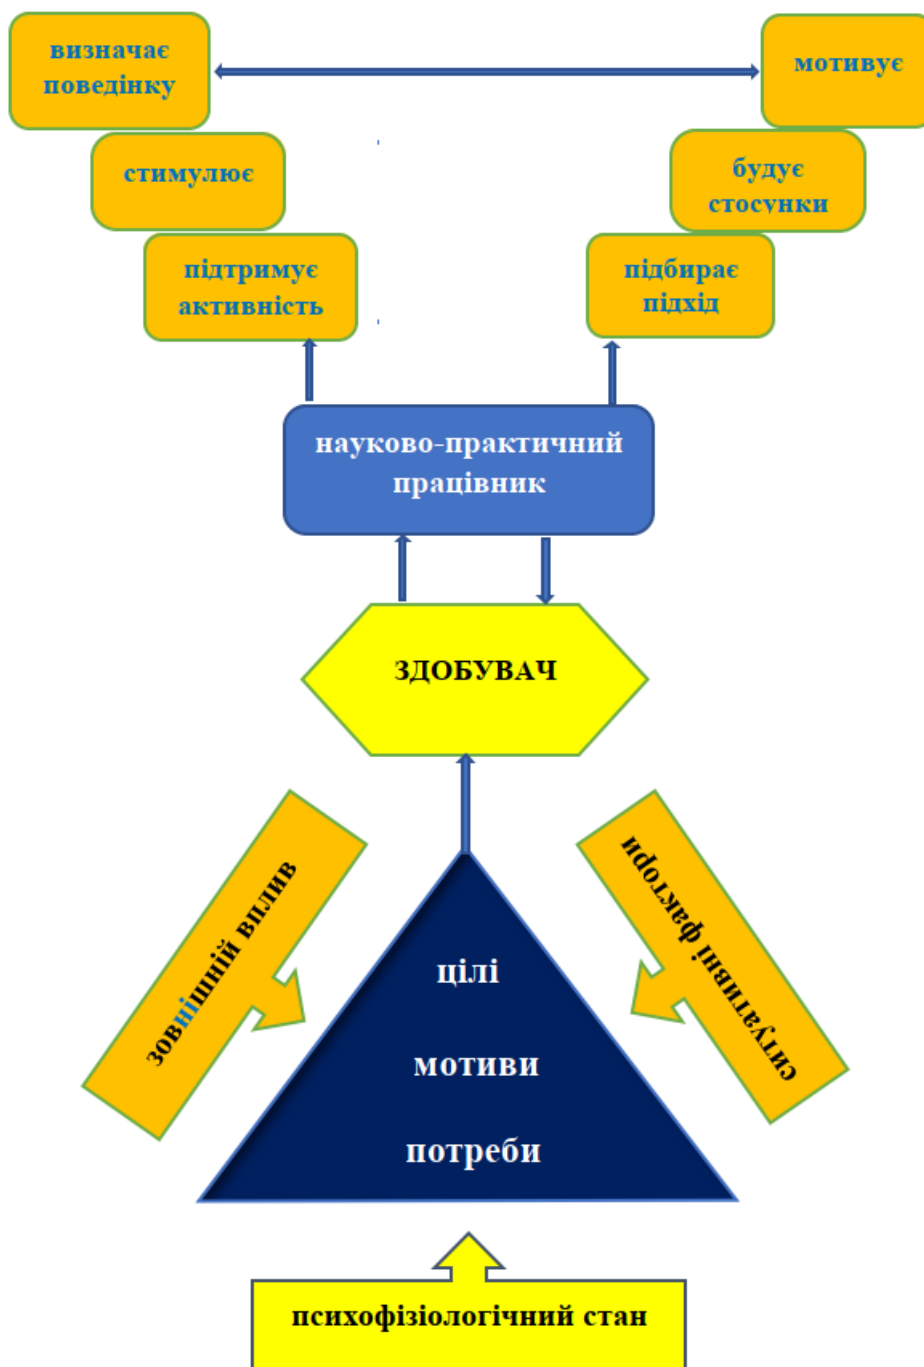 визначає
поведінку
мотивує
стимулює
будує
стосунки
підтримує
активність
підбирає
підхід
науково-практичний
працівник
ЗДОБУВАЧ
зовнішній вплив
ситуативні фактори
цілі
мотиви
потреби
психофізіологічний стан